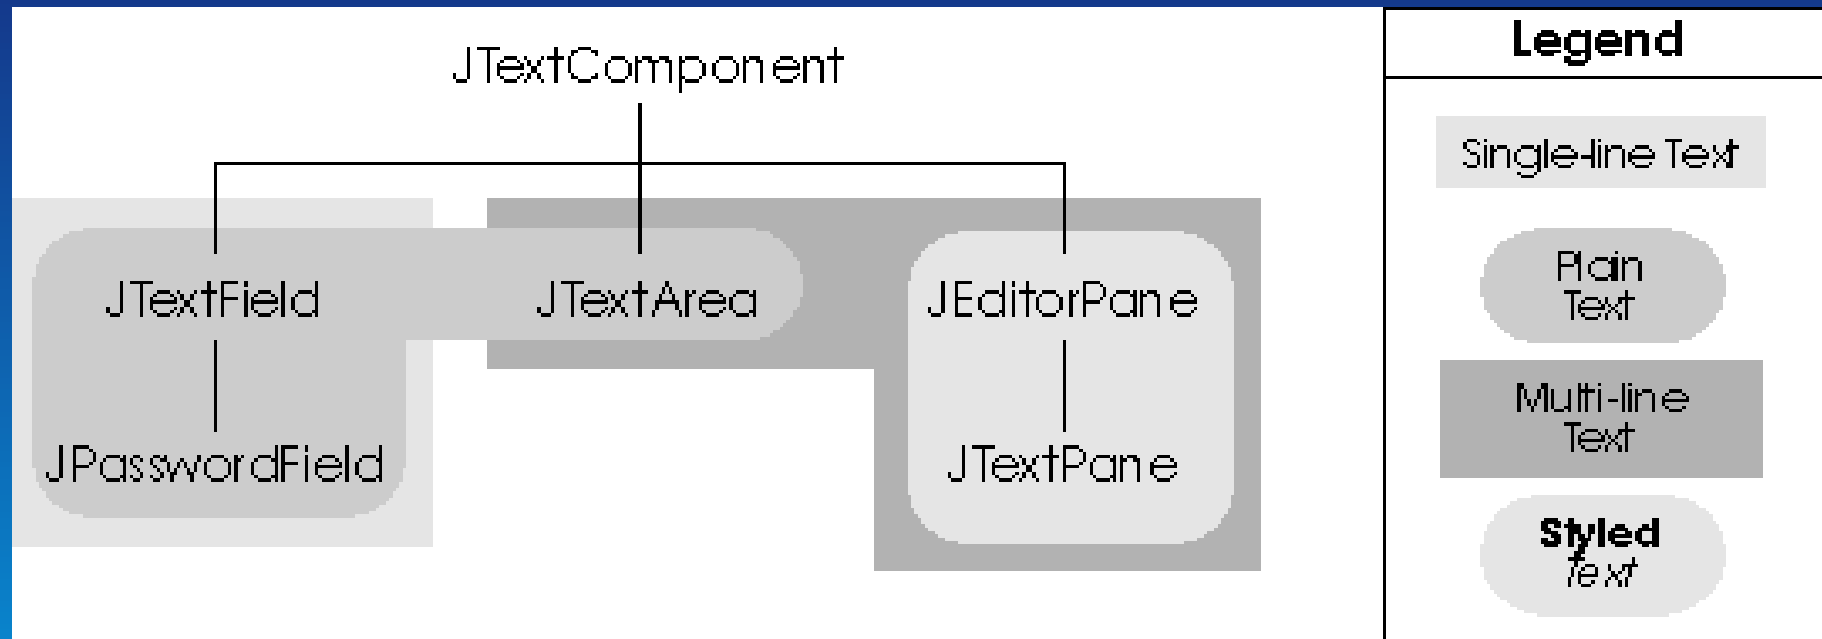 JTextComponent
JTextField
JTextArea
JEditorPane
JPasswordField
JTextPane
Legend
Single-line Text
Plain
Text
Multi-line
Text
Styled
Text